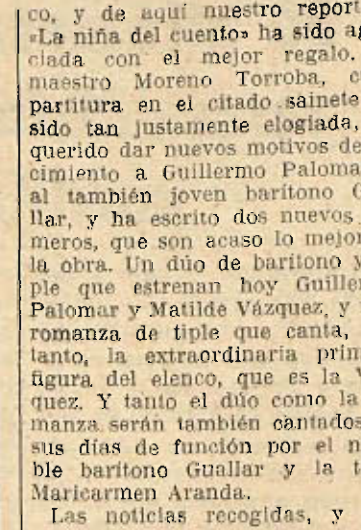 co, y de aquí nuestro report
«La niña del cuento» ha sido ag
ciada con el mejor regalo.
maestro Moreno Torroba, c
partitura en el citado sainete
sido tan justamente elogiada,
querido dar nuevos motivos de
cimiento a Guillermo Paloma
al también joven barítono G
llar, y ha escrito dos nuevos
meros, que son acaso lo mejor
la obra. Un dúo de barítono y
ple que estrenan hoy Guiller
Palomar y Matilde Vázquez, y
romanza de tiple que canta,
tanto, la extraordinaria prim
figura del elenco, que es la V
quez. Y tanto el dúo como la
manza serán también cantados
sus días de función por el n
ble barítono Guallar y la t
Maricarmen Aranda.
Las noticias recogidas, y